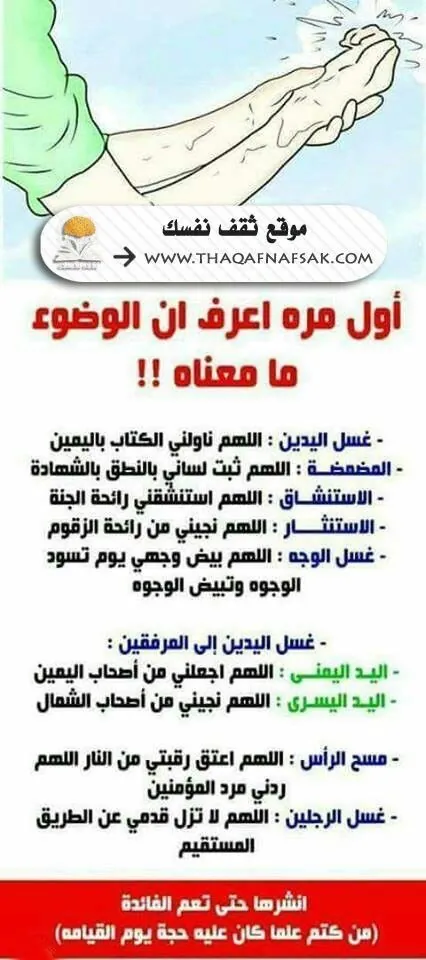 موقع ثقف نفسك
WWW.THAQAFNAFSAK.COM
أول مره اعرف ان الوضوء
ما معناه !!
- غسل اليدين : اللهم ناولني الكتاب باليمين
- المضمضة : اللهم ثبت لساني بالنطق بالشهادة
- الاستنشاق : اللهم استنشقني رائحة الجنة
- الاستنثار : اللهم نجيني من رائحة الزقوم
- غسل الوجه : اللهم بيض وجهي يوم تسود
الوجوه وتبيض الوجوه
- غسل اليدين إلى المرفقين :
- اليد اليمنى : اللهم اجعلني من أصحاب اليمين
- اليد اليسرى : اللهم نجيني من أصحاب الشمال
- مسح الرأس : اللهم اعتق رقبتي من النار اللهم
ردني مرد المؤمنين
- غسل الرجلين : اللهم لا تزل قدمي عن الطريق
المستقيم
انشرها حتى تعم الفائدة
(من كتم علما كان عليه حجة يوم القيامه)